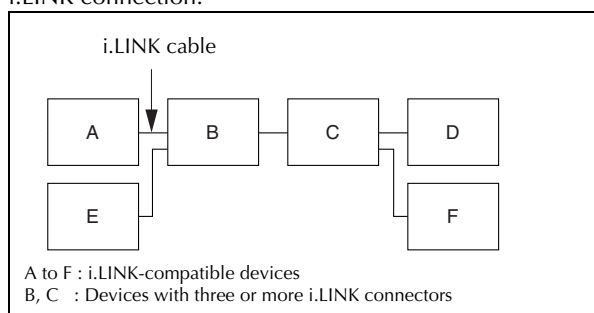 i.LINK connection.
i.LINK cable
A
B
C
D
E
F
A to F : i.LINK-compatible devices
B, C : Devices with three or more i.LINK connectors